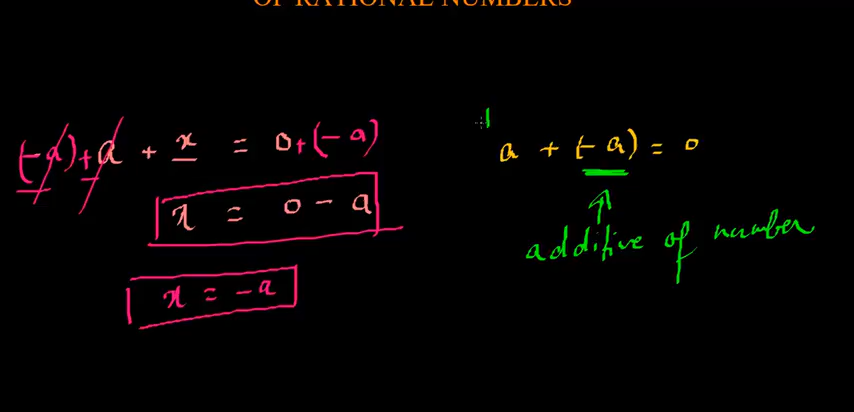 OF RATIONAL NUMBERS
(-a) + a + x = 0 + (-a)
x = 0 - a
x = -a
a + (-a) = 0
additive of number